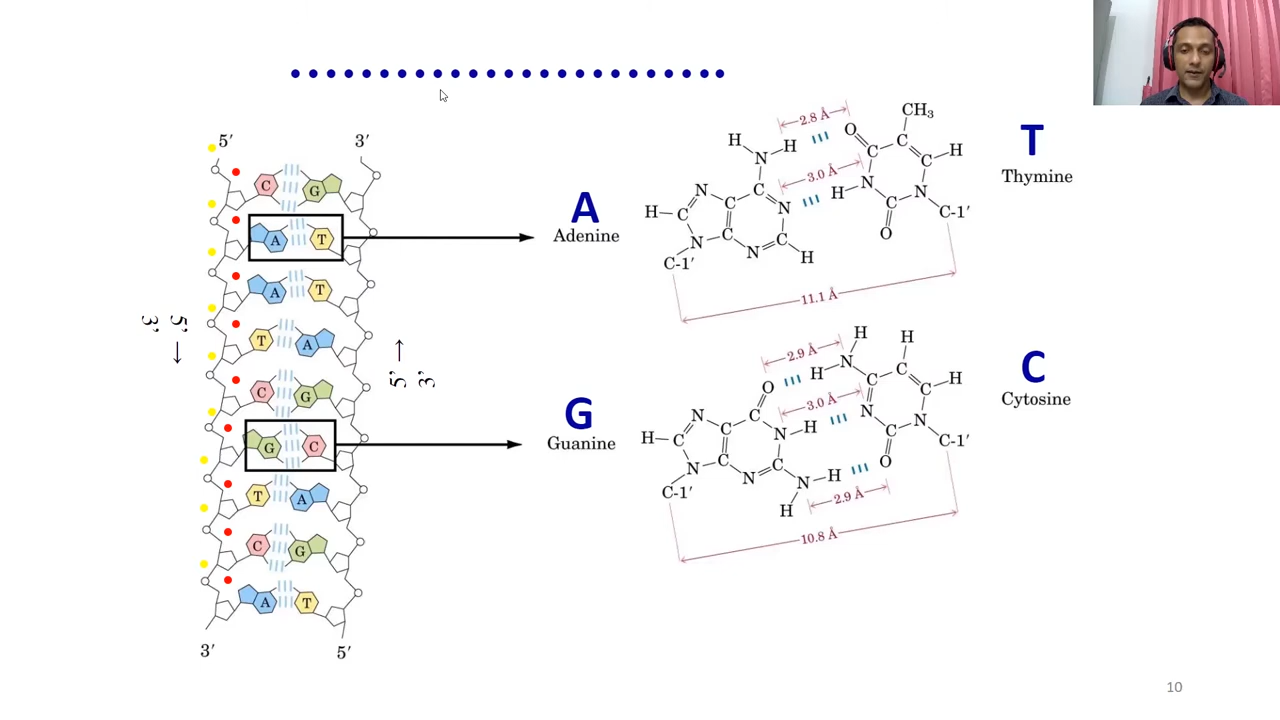 5′ 3′
C G
A T
A T
T A
C G
G C
T A
C G
A T
3′ 5′
5' → 3'
5' → 3'
A
Adenine
T
Thymine
H H N 2.8 Å O CH₃
N C C N 3.0 Å H N C C C H
H C C N C N C-1′
N C N C H O
C-1′
11.1 Å
G
Guanine
C
Cytosine
H H
2.9 Å H N C C
O 3.0 Å N C H
N C C N H C N
H C C C O C-1′
N N N H
C-1′ H 2.9 Å
10.8 Å
10